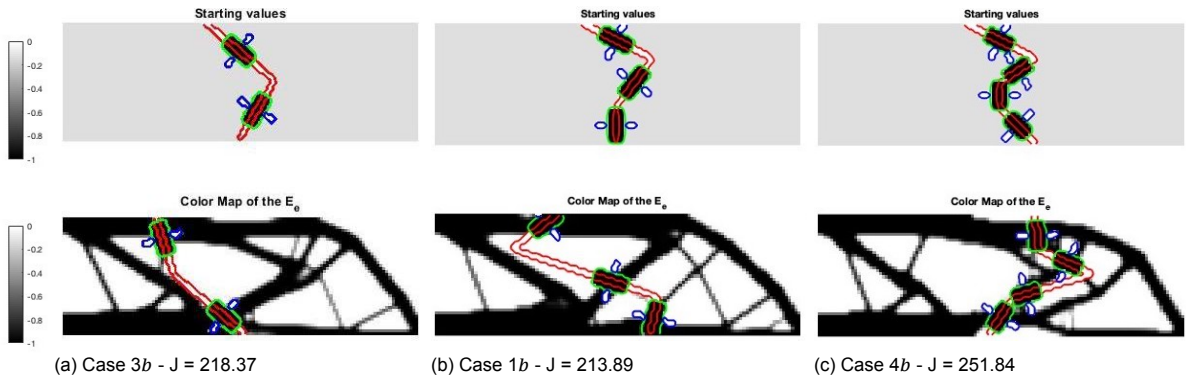 Starting values
Starting values
Starting values
0
-0.2
-0.4
-0.6
-0.8
-1
Color Map of the E_e
Color Map of the E_e
Color Map of the E_e
0
-0.2
-0.4
-0.6
-0.8
-1
(a) Case 3b - J = 218.37
(b) Case 1b - J = 213.89
(c) Case 4b - J = 251.84